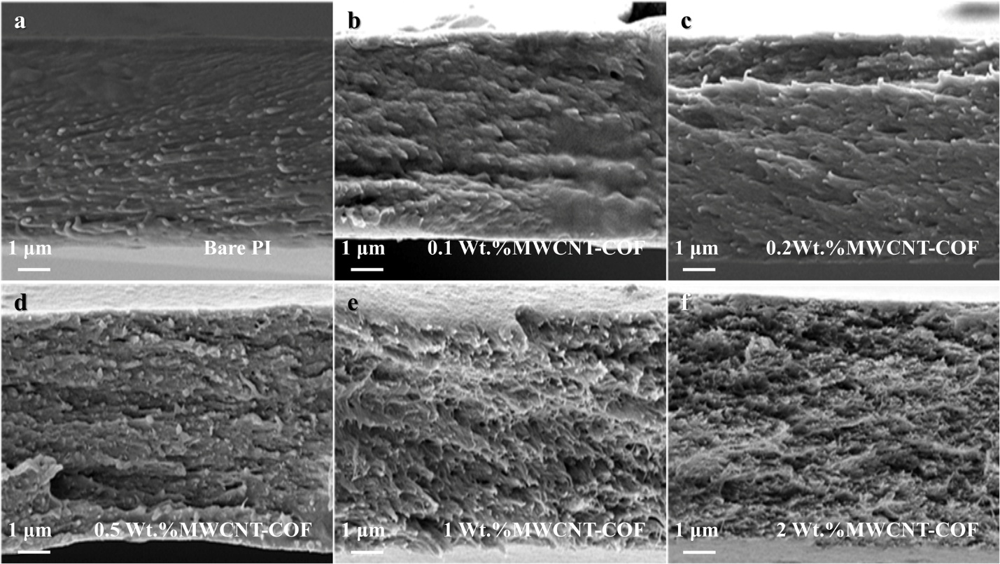 a
1 μm
Bare PI
b
1 μm
0.1 Wt.%MWCNT-COF
c
1 μm
0.2Wt.%MWCNT-COF
d
1 μm
0.5 Wt.%MWCNT-COF
e
1 μm
1 Wt.%MWCNT-COF
f
1 μm
2 Wt.%MWCNT-COF